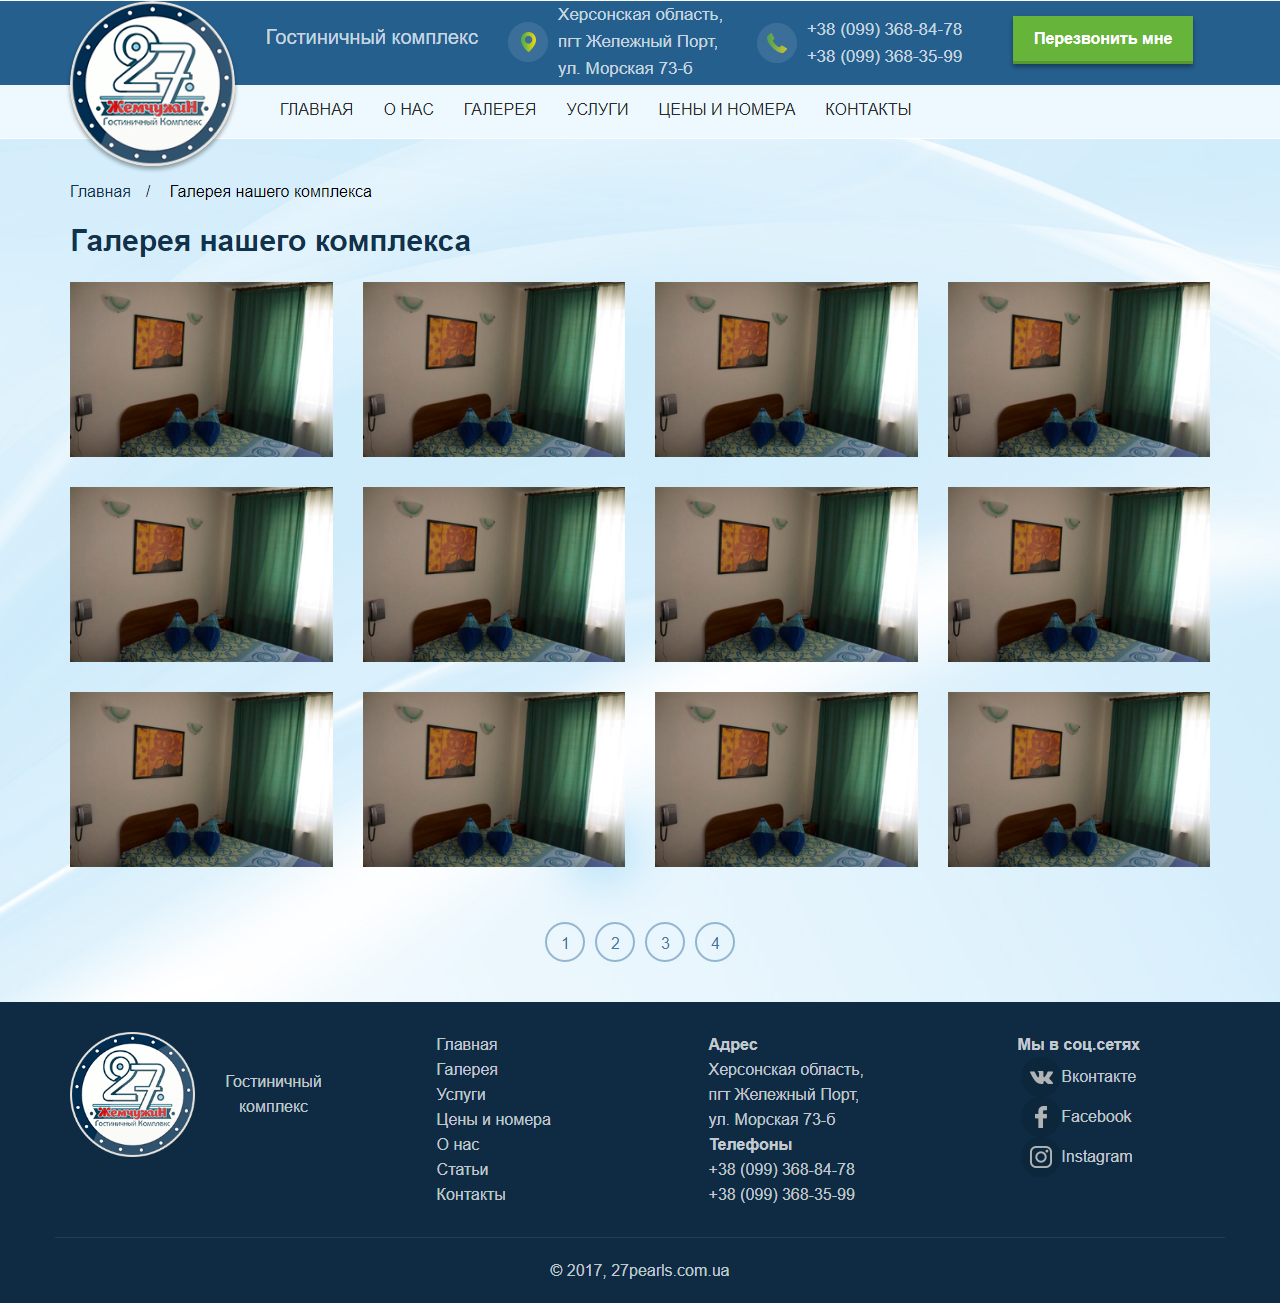 27
ЖемчужиН
Гостиничный Комплекс
Гостиничный комплекс
Херсонская область,
пгт Жележный Порт,
ул. Морская 73-б
+38 (099) 368-84-78
+38 (099) 368-35-99
Перезвонить мне
ГЛАВНАЯ О НАС ГАЛЕРЕЯ УСЛУГИ ЦЕНЫ И НОМЕРА КОНТАКТЫ
Главная / Галерея нашего комплекса
Галерея нашего комплекса
1 2 3 4
27
ЖемчужиН
Гостиничный Комплекс
Гостиничный
комплекс
Главная
Галерея
Услуги
Цены и номера
О нас
Статьи
Контакты
Адрес
Херсонская область,
пгт Жележный Порт,
ул. Морская 73-б
Телефоны
+38 (099) 368-84-78
+38 (099) 368-35-99
Мы в соц.сетях
Вконтакте
Facebook
Instagram
© 2017, 27pearls.com.ua